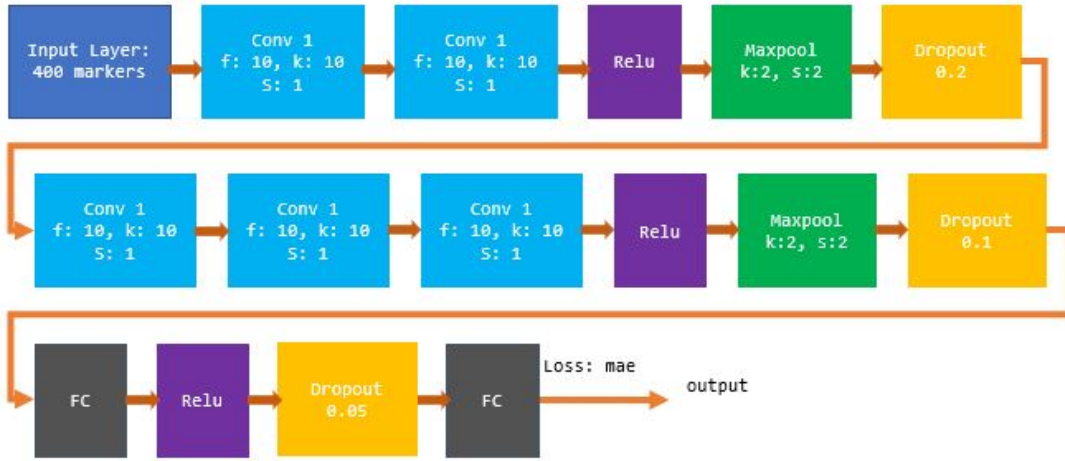 Input Layer:
400 markers
Conv 1
f: 10, k: 10
S: 1
Conv 1
f: 10, k: 10
S: 1
Relu
Maxpool
k:2, s:2
Dropout
0.2
Conv 1
f: 10, k: 10
S: 1
Conv 1
f: 10, k: 10
S: 1
Conv 1
f: 10, k: 10
S: 1
Relu
Maxpool
k:2, s:2
Dropout
0.1
FC
Relu
Dropout
0.05
FC
Loss: mae
output